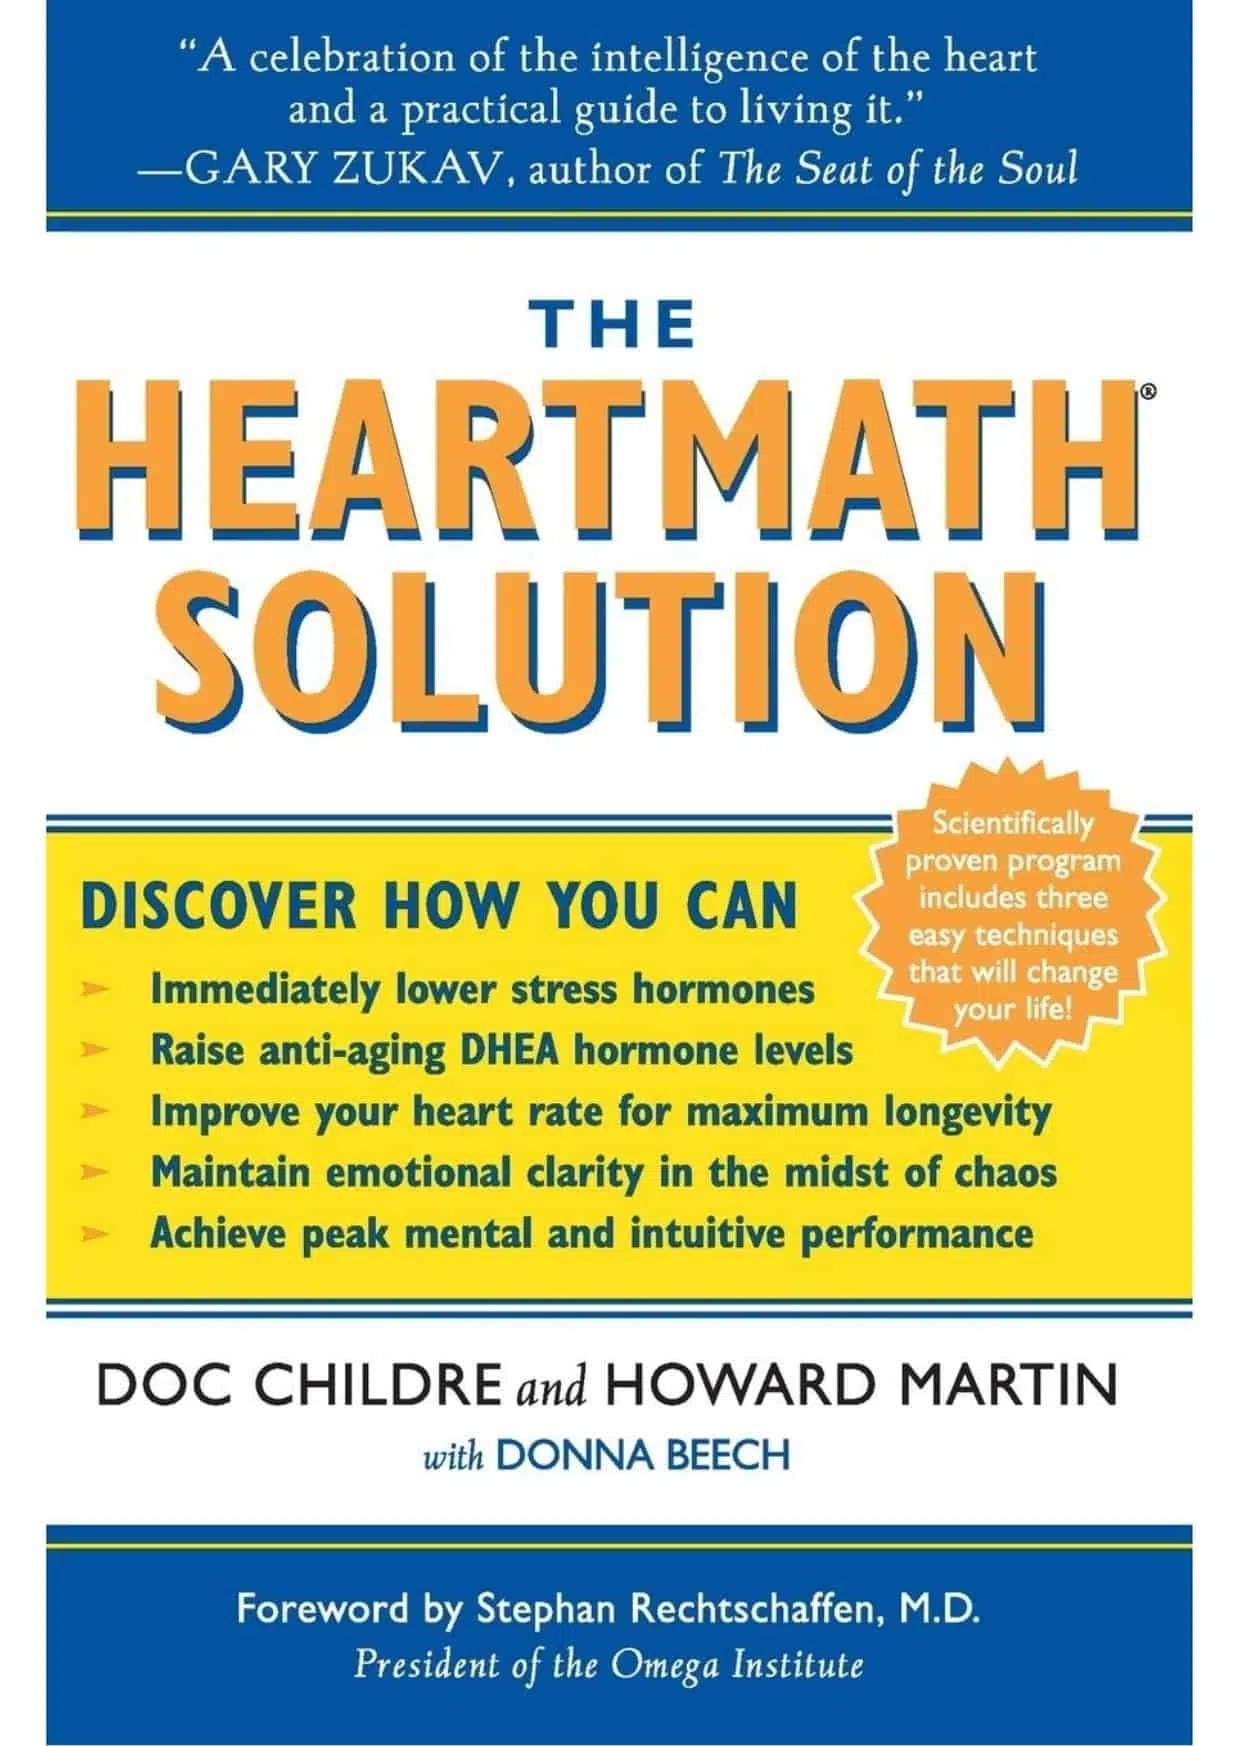 “A celebration of the intelligence of the heart
and a practical guide to living it.”
—GARY ZUKAV, author of The Seat of the Soul
THE
HEARTMATH®
SOLUTION
Scientifically
proven program
includes three
easy techniques
that will change
your life!
DISCOVER HOW YOU CAN
➤ Immediately lower stress hormones
➤ Raise anti-aging DHEA hormone levels
➤ Improve your heart rate for maximum longevity
➤ Maintain emotional clarity in the midst of chaos
➤ Achieve peak mental and intuitive performance
DOC CHILDRE and HOWARD MARTIN
with DONNA BEECH
Foreword by Stephan Rechtschaffen, M.D.
President of the Omega Institute